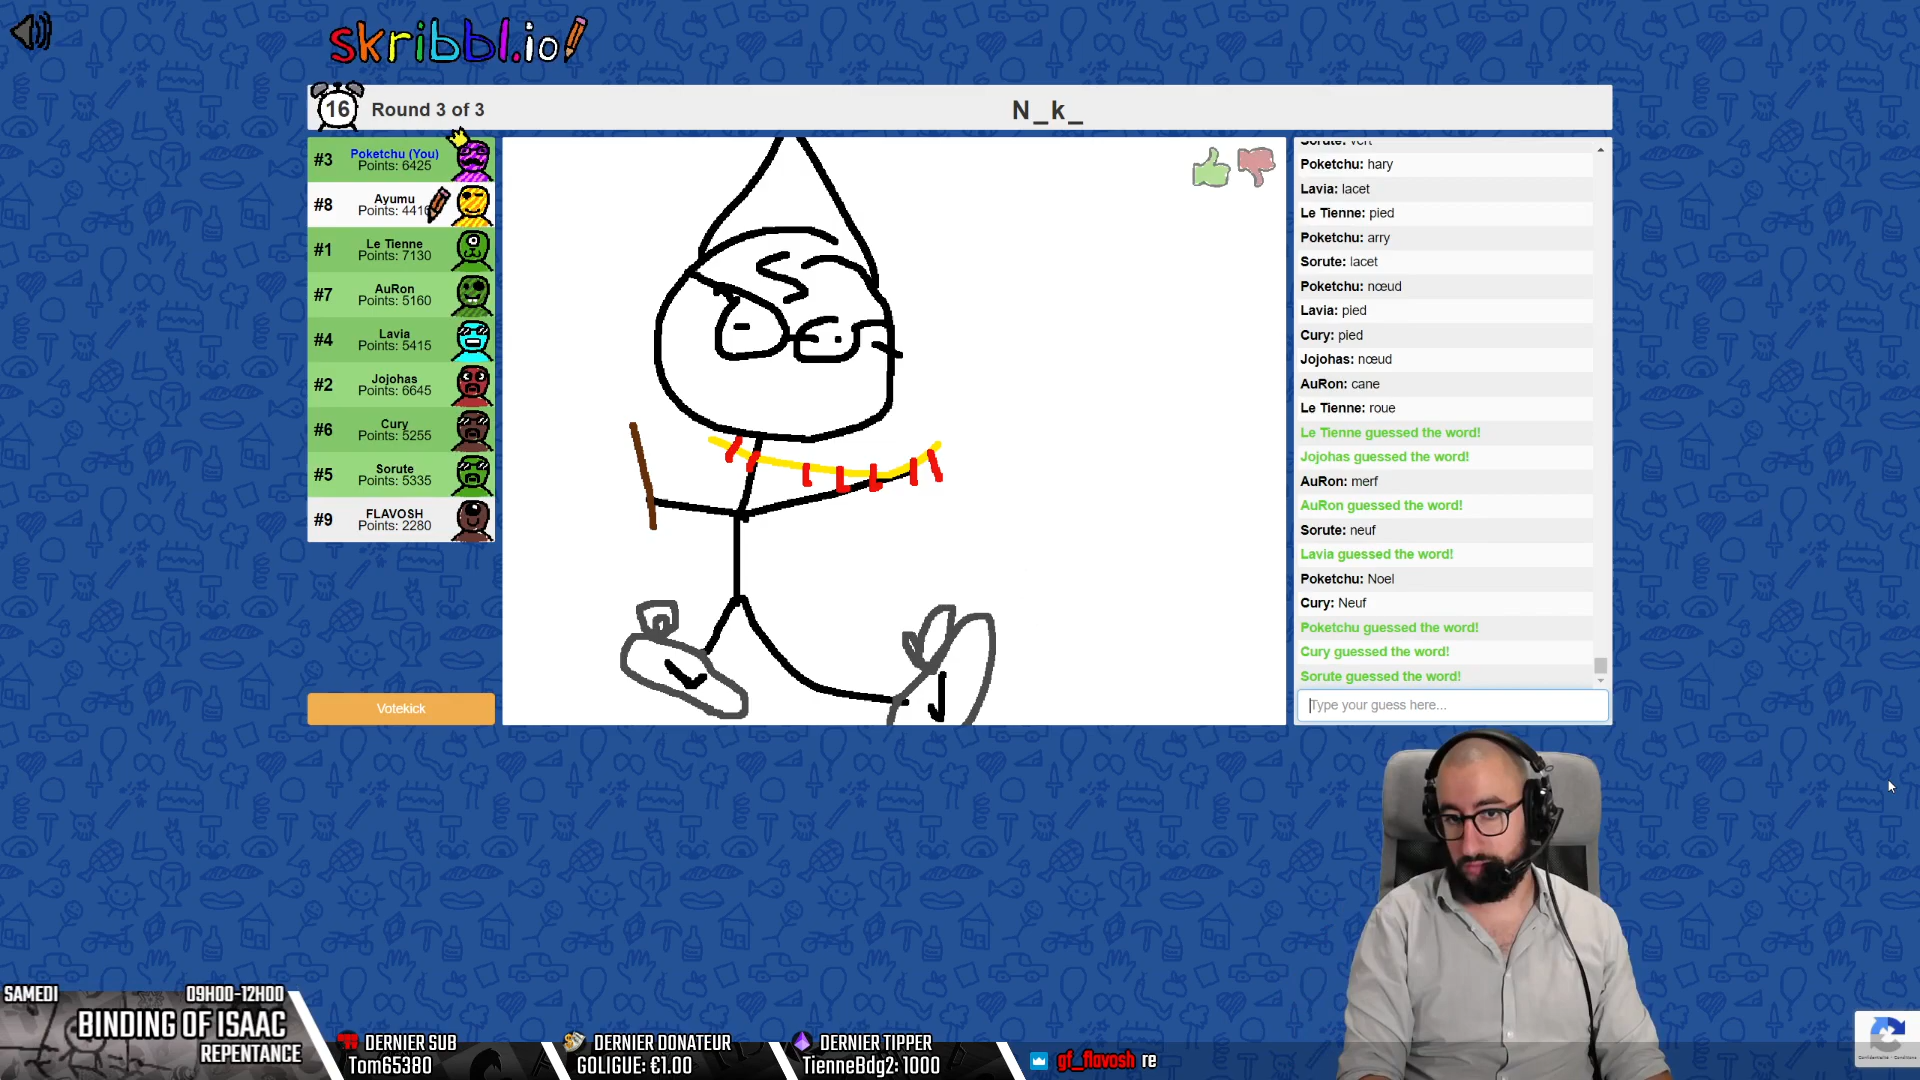 skribbl.io
16
Round 3 of 3
N_k_
#3
Poketchu (You)
Points: 6425
#8
Ayumu
Points: 4416
#1
Le Tienne
Points: 7130
#7
AuRon
Points: 5160
#4
Lavia
Points: 5415
#2
Jojohas
Points: 6645
#6
Cury
Points: 5255
#5
Sorute
Points: 5335
#9
FLAVOSH
Points: 2280
Votekick
Sorute: vert
Poketchu: hary
Lavia: lacet
Le Tienne: pied
Poketchu: arry
Sorute: lacet
Poketchu: nœud
Lavia: pied
Cury: pied
Jojohas: nœud
AuRon: cane
Le Tienne: roue
Le Tienne guessed the word!
Jojohas guessed the word!
AuRon: merf
AuRon guessed the word!
Sorute: neuf
Lavia guessed the word!
Poketchu: Noel
Cury: Neuf
Poketchu guessed the word!
Cury guessed the word!
Sorute guessed the word!
Type your guess here...
SAMEDI
09H00-12H00
BINDING OF ISAAC
REPENTANCE
DERNIER SUB
Tom65380
DERNIER DONATEUR
GOLIGUE: €1.00
DERNIER TIPPER
TienneBdg2: 1000
gf_flavosh re